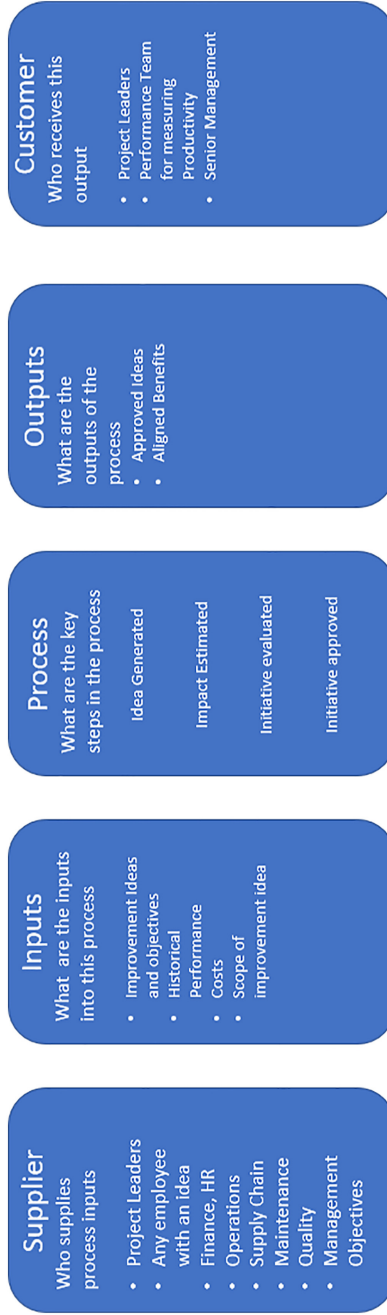 Supplier
Who supplies
process inputs
• Project Leaders
• Any employee
with an idea
• Finance, HR
• Operations
• Supply Chain
• Maintenance
• Quality
• Management
Objectives
Inputs
What are the inputs
into this process
• Improvement Ideas
and objectives
• Historical
Performance
• Costs
• Scope of
improvement idea
Process
What are the key
steps in the process
Idea Generated
Impact Estimated
Initiative evaluated
Initiative approved
Outputs
What are the
outputs of the
process
• Approved Ideas
• Aligned Benefits
Customer
Who receives this
output
• Project Leaders
• Performance Team
for measuring
Productivity
• Senior Management